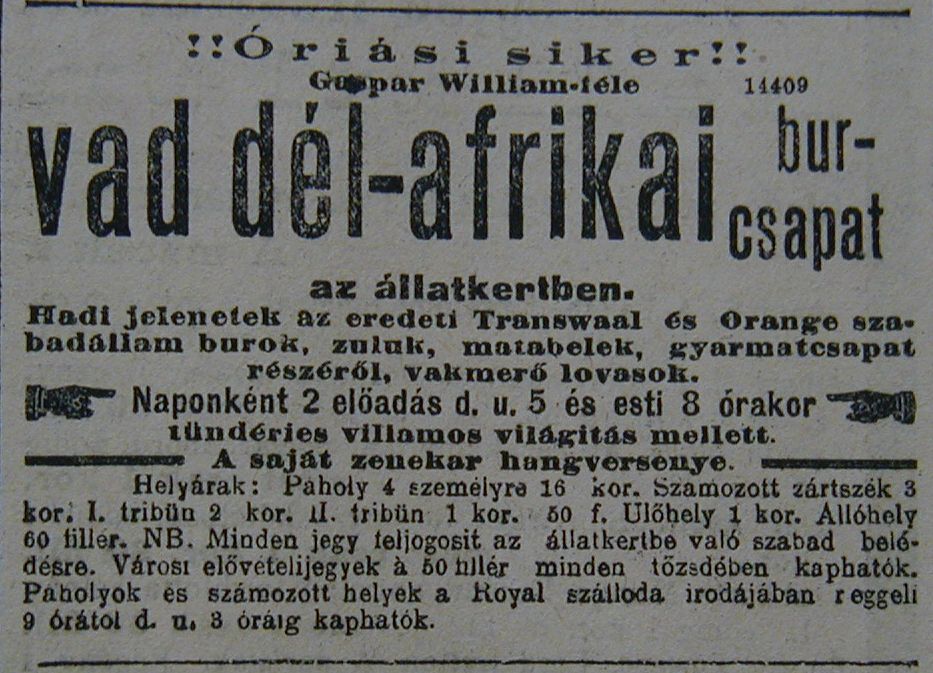 !!Óriási siker!!
Gaspar William-féle 14409
vad dél-afrikai bur-
csapat
az állatkertben.
Hadi jelenetek az eredeti Transwaal és Orange sza-
badállam burok, zuluk, matabelek, gyarmatcsapat
részéről, vakmerő lovasok.
Naponként 2 előadás d. u. 5 és esti 8 órakor
tündéries villamos világitás mellett.
A saját zenekar hangversenye.
Helyárak: Páholy 4 személyre 16 kor. Számozott zártszék 3
kor. I. tribün 2 kor. II. tribün 1 kor. 50 f. Ülőhely 1 kor. Állóhely
60 fillér. NB. Minden jegy feljogosit az állatkertbe való szabad belé-
désre. Városi elővételijegyek à 50 fillér minden tőzsdében kaphatók.
Páholyok és számozott helyek a Royal szálloda irodájában reggeli
9 órától d. u. 3 óráig kaphatók.